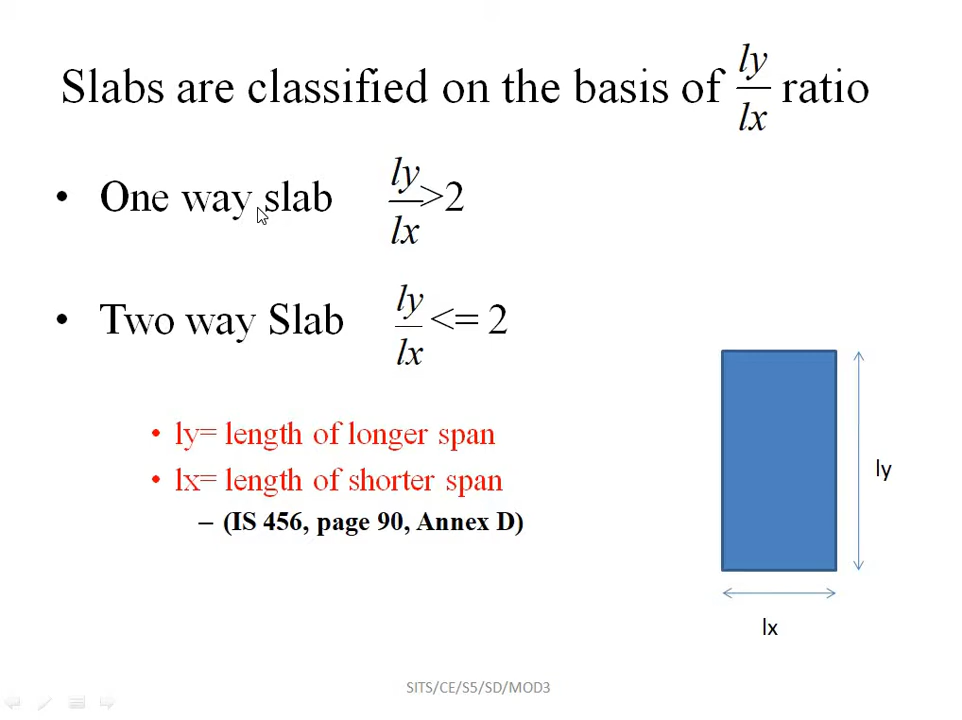 Slabs are classified on the basis of ly/lx ratio
• One way slab ly/lx >2
• Two way Slab ly/lx <= 2
• ly= length of longer span
• lx= length of shorter span
– (IS 456, page 90, Annex D)
ly
lx
SITS/CE/S5/SD/MOD3